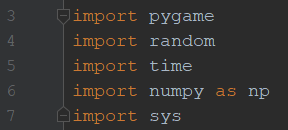 3 import pygame
4 import random
5 import time
6 import numpy as np
7 import sys